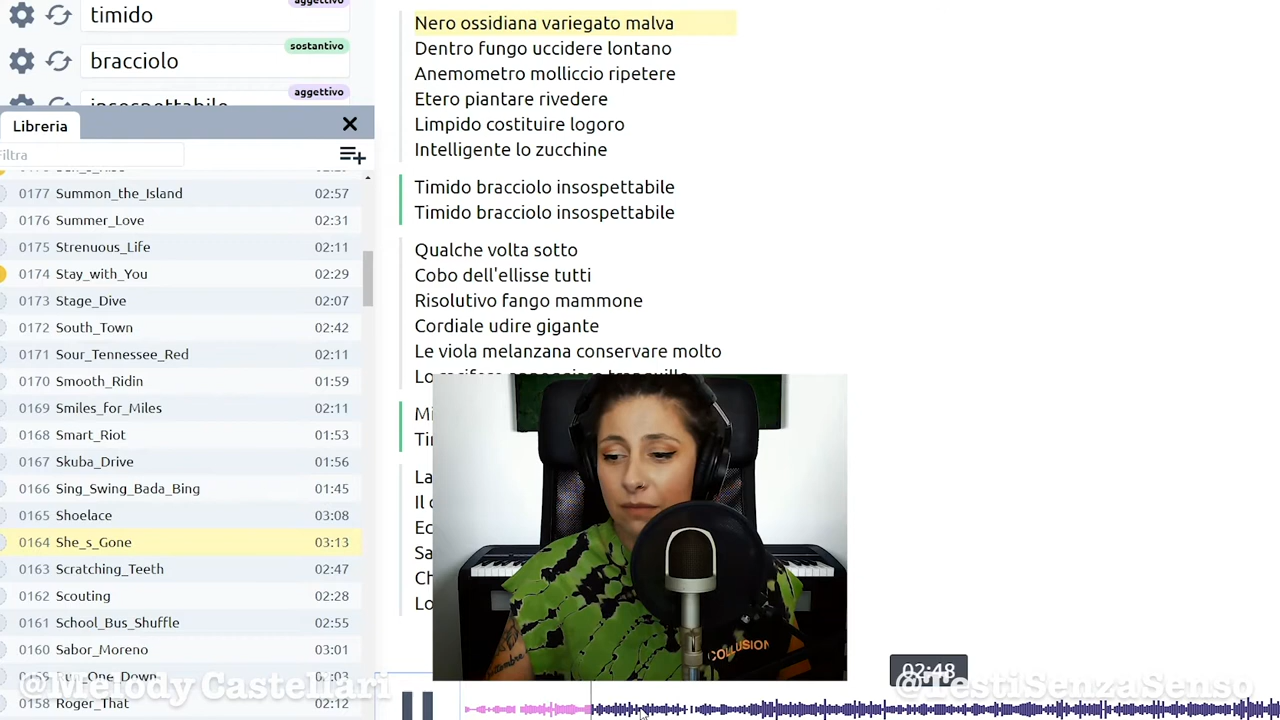 aggettivo
timido
sostantivo
bracciolo
aggettivo
insospettabile
Libreria
Filtra
0177 Summon_the_Island 02:57
0176 Summer_Love 02:31
0175 Strenuous_Life 02:11
0174 Stay_with_You 02:29
0173 Stage_Dive 02:07
0172 South_Town 02:42
0171 Sour_Tennessee_Red 02:11
0170 Smooth_Ridin 01:59
0169 Smiles_for_Miles 02:11
0168 Smart_Riot 01:53
0167 Skuba_Drive 01:56
0166 Sing_Swing_Bada_Bing 01:45
0165 Shoelace 03:08
0164 She_s_Gone 03:13
0163 Scratching_Teeth 02:47
0162 Scouting 02:28
0161 School_Bus_Shuffle 02:55
0160 Sabor_Moreno 03:01
0158 Roger_That 02:12
Nero ossidiana variegato malva
Dentro fungo uccidere lontano
Anemometro molliccio ripetere
Etero piantare rivedere
Limpido costituire logoro
Intelligente lo zucchine
Timido bracciolo insospettabile
Timido bracciolo insospettabile
Qualche volta sotto
Cobo dell'ellisse tutti
Risolutivo fango mammone
Cordiale udire gigante
Le viola melanzana conservare molto
Lo
La
Il
COLLUSION
02:48
@TestiSenzaSenso